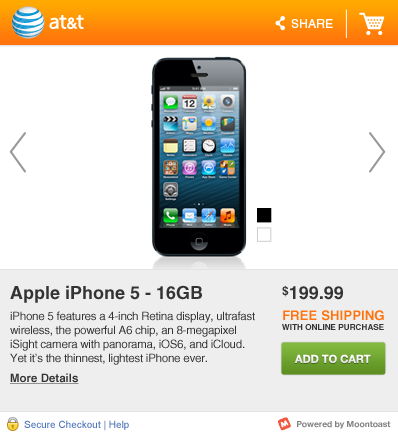 at&t
SHARE
Apple iPhone 5 - 16GB
iPhone 5 features a 4-inch Retina display, ultrafast
wireless, the powerful A6 chip, an 8-megapixel
iSight camera with panorama, iOS6, and iCloud.
Yet it's the thinnest, lightest iPhone ever.
More Details
$199.99
FREE SHIPPING
WITH ONLINE PURCHASE
ADD TO CART
Secure Checkout | Help
Powered by Moontoast